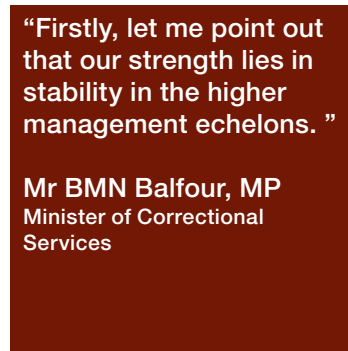 “Firstly, let me point out
that our strength lies in
stability in the higher
management echelons. ”
Mr BMN Balfour, MP
Minister of Correctional
Services